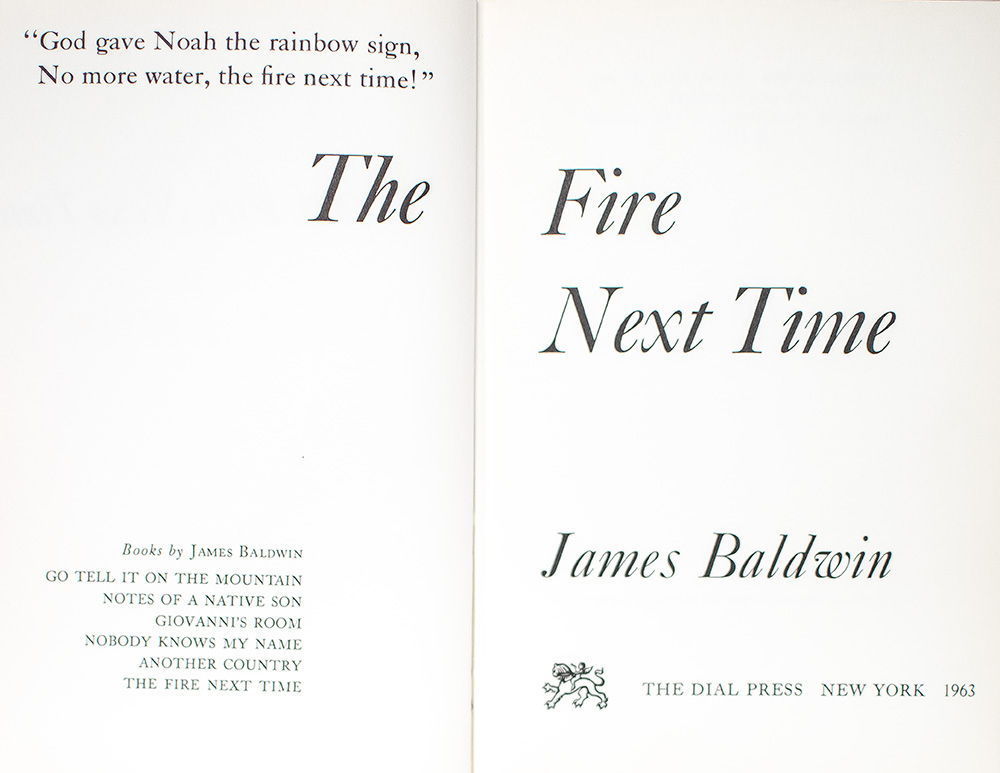 “God gave Noah the rainbow sign,
No more water, the fire next time!”
The
Fire
Next Time
James Baldwin
Books by JAMES BALDWIN
GO TELL IT ON THE MOUNTAIN
NOTES OF A NATIVE SON
GIOVANNI'S ROOM
NOBODY KNOWS MY NAME
ANOTHER COUNTRY
THE FIRE NEXT TIME
THE DIAL PRESS NEW YORK 1963